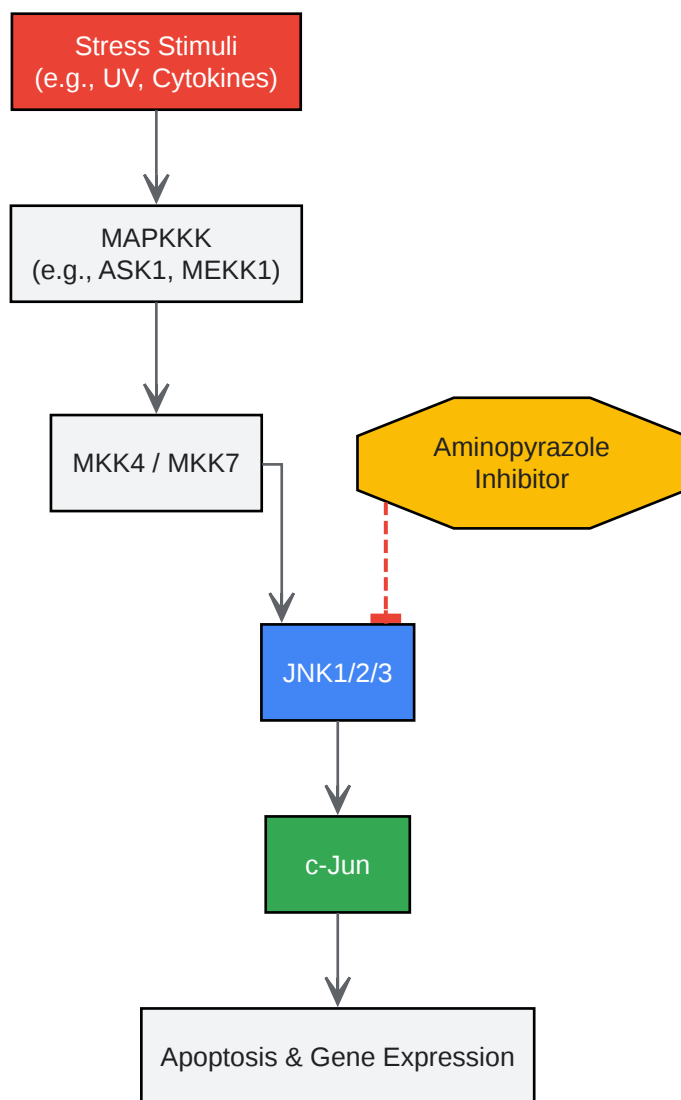 Stress Stimuli
(e.g., UV, Cytokines)
MAPKKK
(e.g., ASK1, MEKK1)
MKK4 / MKK7
Aminopyrazole
Inhibitor
JNK1/2/3
c-Jun
Apoptosis & Gene Expression